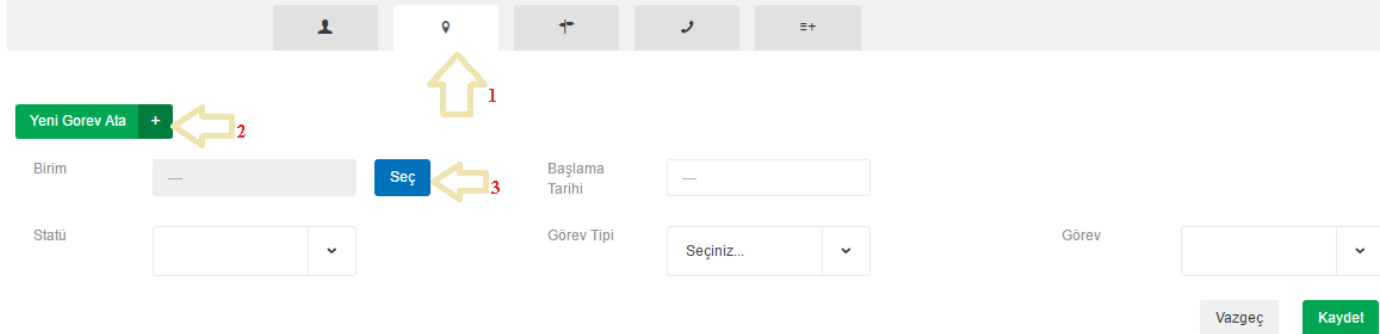 1
Yeni Gorev Ata +
2
Birim
---
Seç
3
Başlama
Tarihi
---
Statü
Görev Tipi
Seçiniz...
Görev
Vazgeç
Kaydet